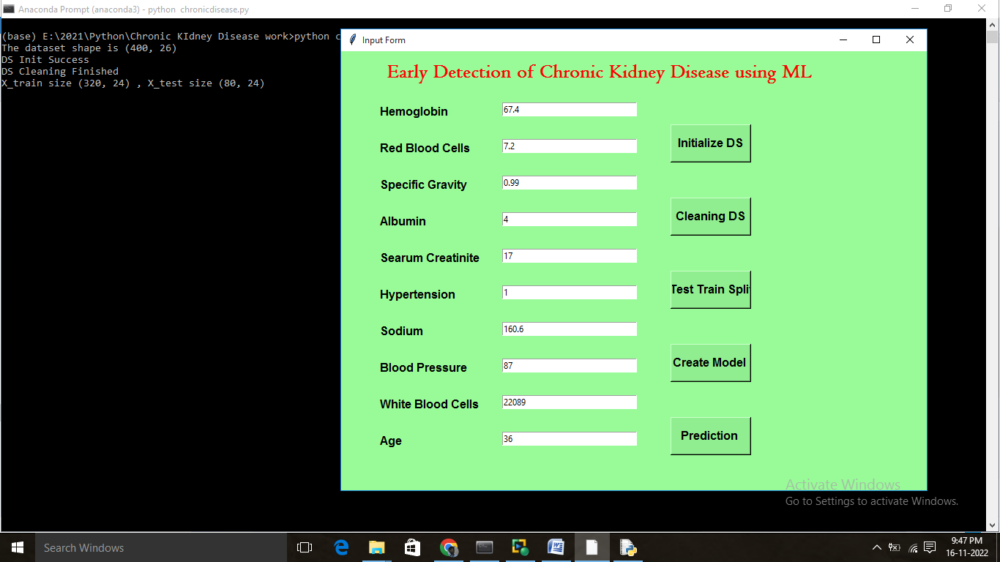 Anaconda Prompt (anaconda3) - python  chronicdisease.py
(base) E:\2021\Python\Chronic KIdney Disease work>python c
The dataset shape is (400, 26)
DS Init Success
DS Cleaning Finished
X_train size (320, 24) , X_test size (80, 24)
Input Form
Early Detection of Chronic Kidney Disease using ML
Hemoglobin 67.4
Red Blood Cells 7.2
Initialize DS
Specific Gravity 0.99
Albumin 4
Cleaning DS
Searum Creatinite 17
Hypertension 1
Test Train Split
Sodium 160.6
Blood Pressure 87
Create Model
White Blood Cells 22089
Age 36
Prediction
Activate Windows
Go to Settings to activate Windows.
Search Windows
9:47 PM
16-11-2022